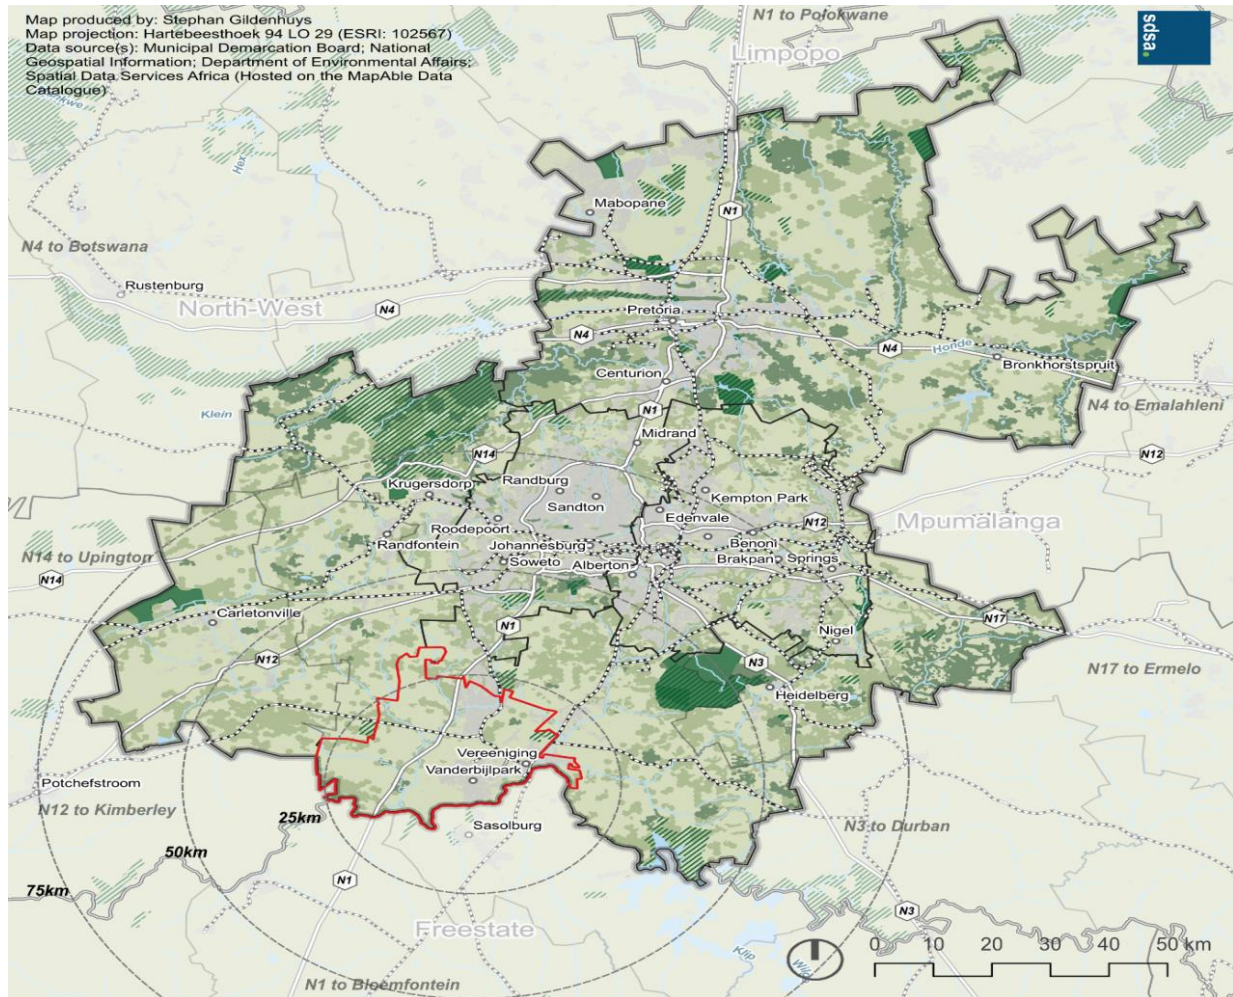 Map produced by: Stephan Gildenhuys
Map projection: Hartebeesthoek 94 LO 29 (ESRI: 102567)
Data source(s): Municipal Demarcation Board; National
Geospatial Information; Department of Environmental Affairs;
Spatial Data Services Africa (Hosted on the MapAble Data
Catalogue)
N1 to Polokwane
sdsa.
Limpopo
Hex
Mabopane
N1
N4 to Botswana
Rustenburg
North-West
N4
Pretoria
N4
N4
Honde
Bronkhorstspruit
Centurion
N4 to Emalahleni
Klein
N1
Midrand
N14
N12
Krugersdorp
Randburg
Sandton
Kempton Park
Edenvale
N12
Mpumalanga
Roodepoort
Randfontein
Johannesburg
Benoni
N14 to Upington
Soweto
Alberton
Brakpan
Springs
N14
Carletonville
N1
Nigel
N17
N12
N3
N17 to Ermelo
Heidelberg
Vereeniging
Vanderbijlpark
Potchefstroom
N12 to Kimberley
25km
Sasolburg
N3 to Durban
50km
75km
N1
N3
Freestate
Klip
Wilge
0 10 20 30 40 50 km
N1 to Bloemfontein